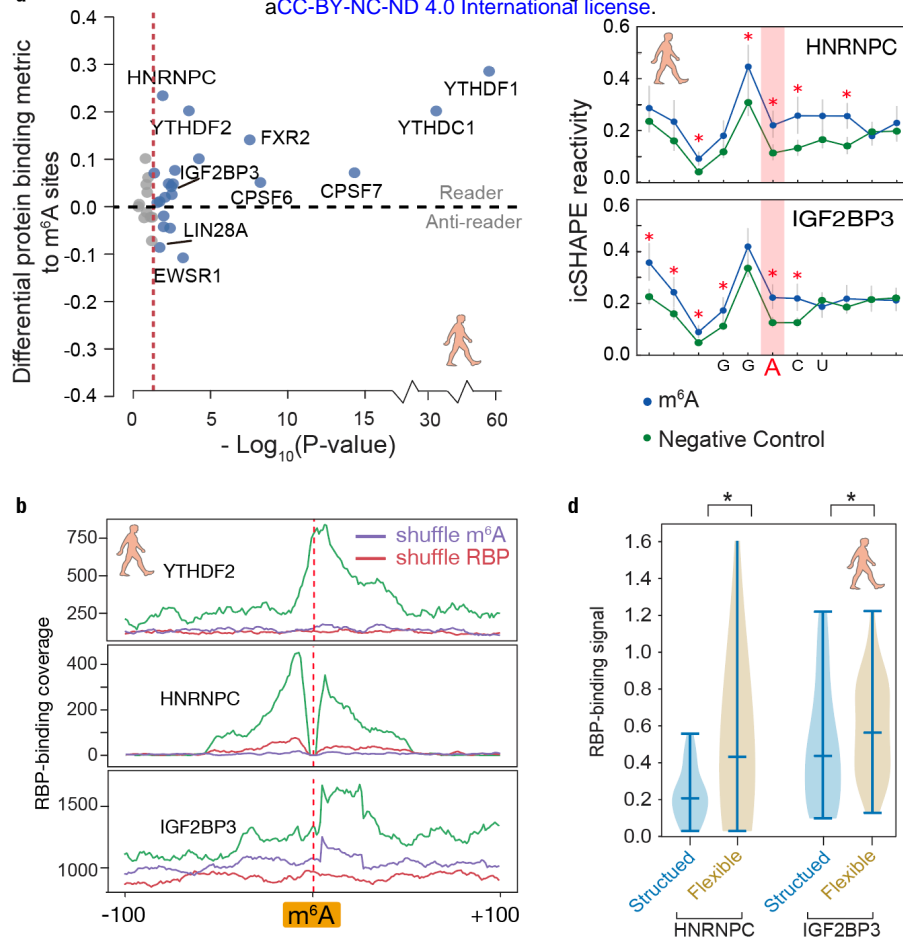 aCC-BY-NC-ND 4.0 International license.
Differential protein binding metric
to m⁶A sites
0.4
0.3
0.2
0.1
0.0
-0.1
-0.2
-0.3
-0.4
HNRNPC
YTHDF2
FXR2
IGF2BP3
CPSF6
CPSF7
YTHDC1
YTHDF1
LIN28A
EWSR1
Reader
Anti-reader
0 5 10 15 30 60
- Log₁₀(P-value)
icSHAPE reactivity
0.6
0.4
0.2
0.0
HNRNPC
* * * * *
0.6
0.4
0.2
0.0
IGF2BP3
* * * * * *
G G A C U
m⁶A
Negative Control
b
RBP-binding coverage
shuffle m⁶A
shuffle RBP
YTHDF2
750
500
250
HNRNPC
400
200
0
IGF2BP3
1500
1000
-100 m⁶A +100
d
* *
RBP-binding signal
1.6
1.4
1.2
1.0
0.8
0.6
0.4
0.2
0.0
Structued Flexible Structued Flexible
HNRNPC IGF2BP3